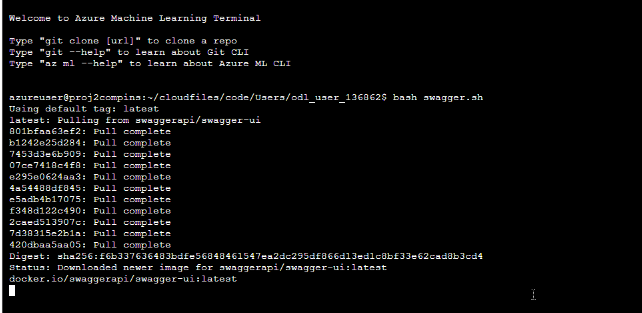 Welcome to Azure Machine Learning Terminal
Type "git clone [url]" to clone a repo
Type "git --help" to learn about Git CLI
Type "az ml --help" to learn about Azure ML CLI
azureuser@proj2compins:~/cloudfiles/code/Users/odl_user_136862$ bash swagger.sh
Using default tag: latest
latest: Pulling from swaggerapi/swagger-ui
801bfaa63ef2: Pull complete
b1242e25d284: Pull complete
7453d3e6b909: Pull complete
07ce7418c4f8: Pull complete
e295e0624aa3: Pull complete
4a54488df845: Pull complete
e5adb4b17075: Pull complete
f348d122c490: Pull complete
2caed513907c: Pull complete
7d38315e2b1a: Pull complete
420dbaa5aa05: Pull complete
Digest: sha256:f6b337636483bdfe56848461547ea2dc295df866d13ed1c8bf33e62cad8b3cd4
Status: Downloaded newer image for swaggerapi/swagger-ui:latest
docker.io/swaggerapi/swagger-ui:latest